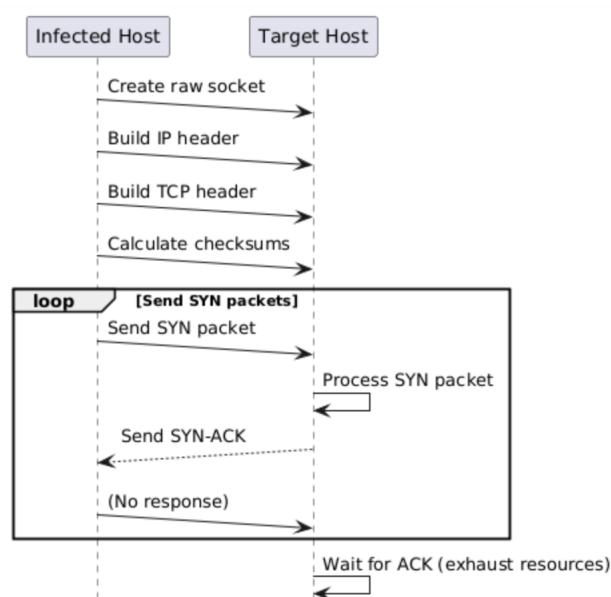 Infected Host
Target Host
Create raw socket
Build IP header
Build TCP header
Calculate checksums
loop
[Send SYN packets]
Send SYN packet
Process SYN packet
Send SYN-ACK
(No response)
Wait for ACK (exhaust resources)